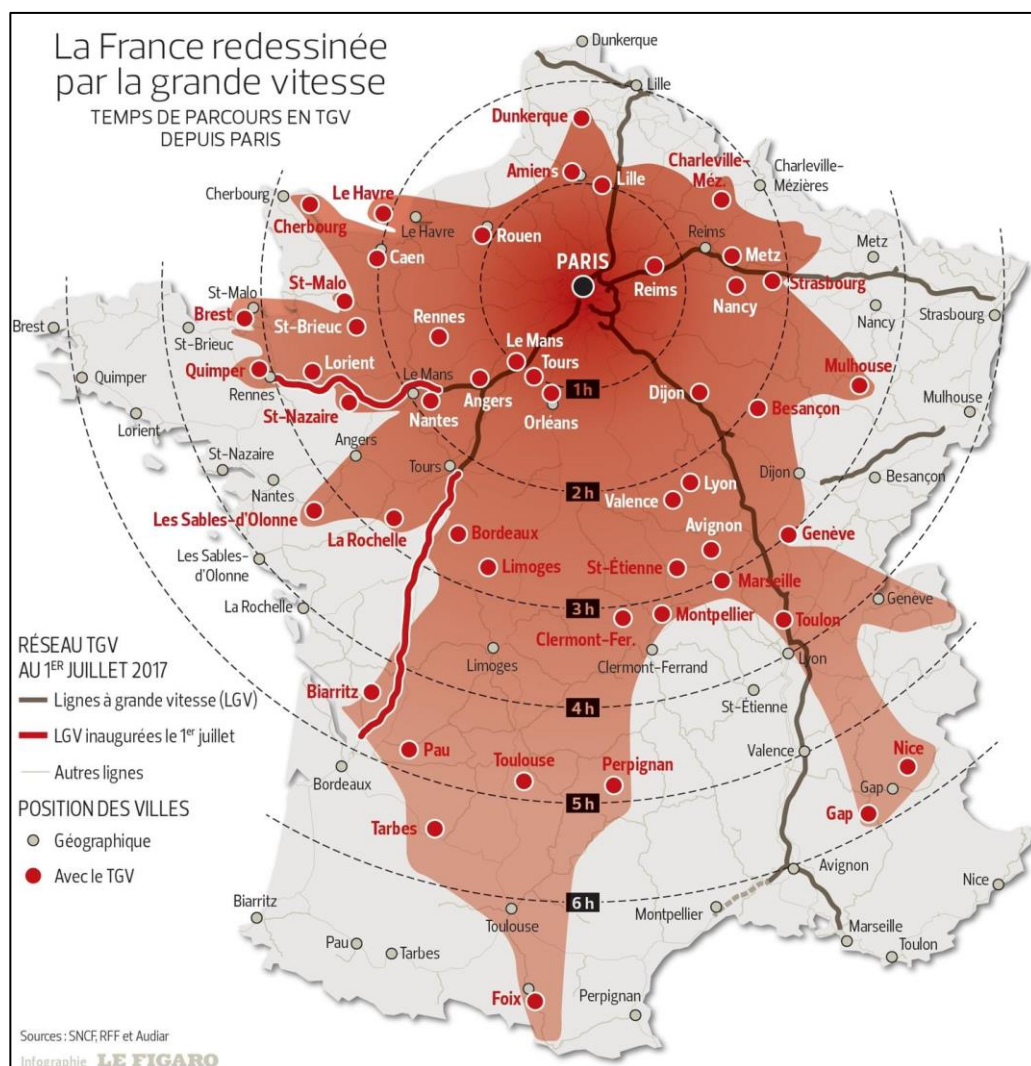 La France redessinée
par la grande vitesse
TEMPS DE PARCOURS EN TGV
DEPUIS PARIS
Dunkerque
Lille
Dunkerque
Amiens
Lille
Charleville-
Méz.
Charleville-
Mézières
Cherbourg
Cherbourg
Le Havre
Le Havre
Rouen
Caen
Reims
Metz
Metz
PARIS
Reims
Nancy
Strasbourg
Nancy
Strasbourg
St-Malo
St-Malo
Brest
Brest
St-Brieuc
St-Brieuc
Rennes
Le Mans
Tours
Quimper
Quimper
Lorient
Rennes
Le Mans
Angers
Nantes
Orléans
1h
Dijon
Mulhouse
Besançon
Mulhouse
Lorient
St-Nazaire
Angers
St-Nazaire
Nantes
Tours
Dijon
Besançon
2h
Lyon
Valence
Les Sables-d'Olonne
La Rochelle
Bordeaux
Avignon
Genève
Les Sables-
d'Olonne
Limoges
St-Étienne
Marseille
La Rochelle
3h
Genève
Clermont-Fer.
Montpellier
Toulon
Limoges
Clermont-Ferrand
Lyon
RÉSEAU TGV
AU 1ER JUILLET 2017
Lignes à grande vitesse (LGV)
LGV inaugurées le 1er juillet
Autres lignes
POSITION DES VILLES
Géographique
Avec le TGV
Biarritz
4h
St-Étienne
Pau
Bordeaux
Toulouse
Perpignan
Valence
Nice
Gap
5h
Gap
Tarbes
Avignon
6h
Nice
Biarritz
Toulouse
Montpellier
Marseille
Pau
Tarbes
Toulon
Foix
Perpignan
Sources : SNCF, RFF et Audiar
Infographie LE FIGARO